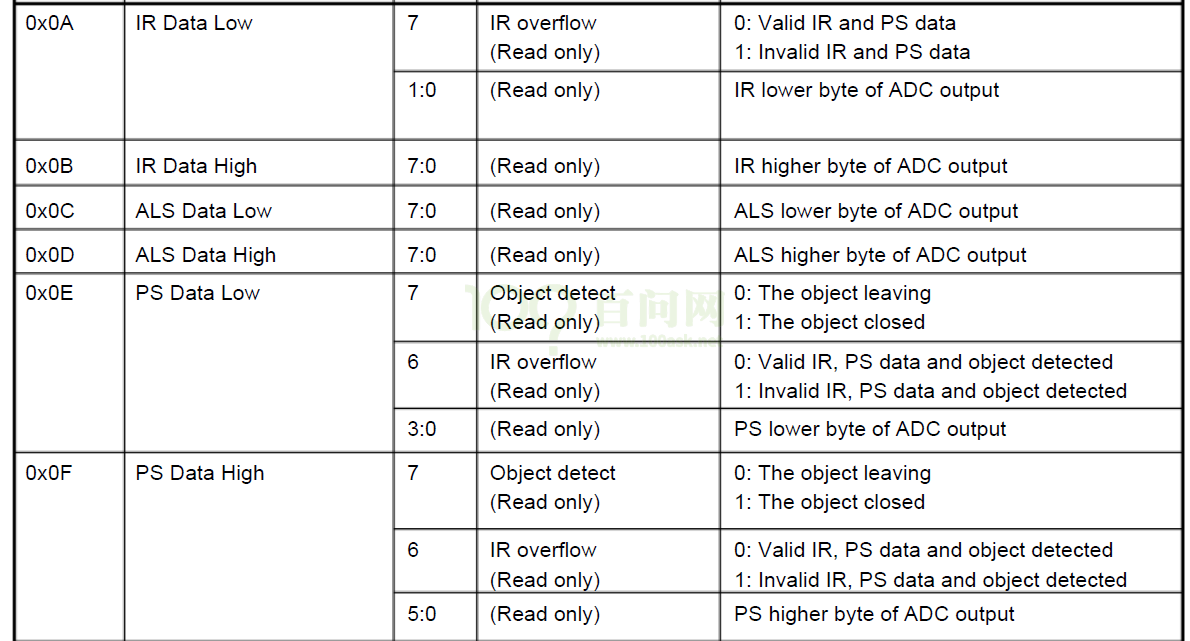 0x0A IR Data Low 7 IR overflow 0: Valid IR and PS data
(Read only) 1: Invalid IR and PS data
1:0 (Read only) IR lower byte of ADC output
0x0B IR Data High 7:0 (Read only) IR higher byte of ADC output
0x0C ALS Data Low 7:0 (Read only) ALS lower byte of ADC output
0x0D ALS Data High 7:0 (Read only) ALS higher byte of ADC output
0x0E PS Data Low 7 Object detect 0: The object leaving
(Read only) 1: The object closed
百问网
www.100ask.net
6 IR overflow 0: Valid IR, PS data and object detected
(Read only) 1: Invalid IR, PS data and object detected
3:0 (Read only) PS lower byte of ADC output
0x0F PS Data High 7 Object detect 0: The object leaving
(Read only) 1: The object closed
6 IR overflow 0: Valid IR, PS data and object detected
(Read only) 1: Invalid IR, PS data and object detected
5:0 (Read only) PS higher byte of ADC output